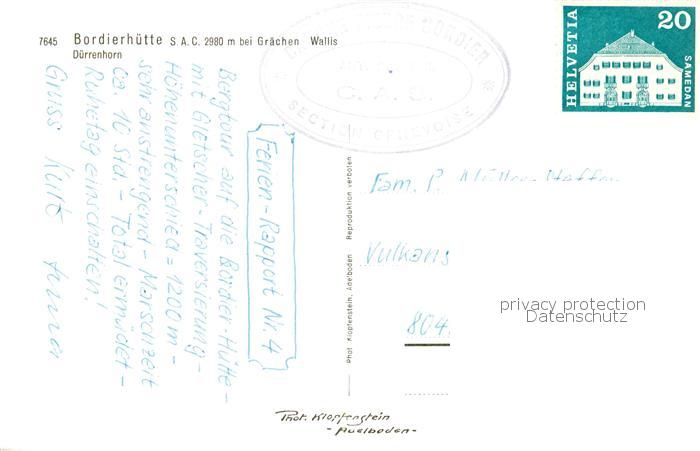 7645 Bordierhütte S.A.C. 2980 m bei Grächen Wallis
Dürrenhorn
SECTION GENEVOISE
C.A.S.
HELVETIA
20
SAMEDAN
Ferien-Rapport Nr. 4
Bergtour auf die Bordier-Hütte -
mit Gletscher-Traversierung -
Höhenunterschied = 1200 m -
sehr anstrengend - Marschzeit
ca. 10 Std. - Total ermüdet -
Ruhetag einschalten!
Gruss Kurt
Phot. Klopfenstein, Adelboden Reproduktion verboten
Fam. P.
Vulkans
804
privacy protection
Datenschutz
Phot. Klopfenstein
- Adelboden -